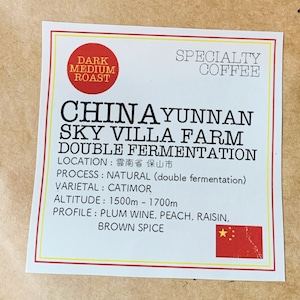 DARK
MEDIUM
ROAST
SPECIALTY
COFFEE
CHINA YUNNAN
SKY VILLA FARM
DOUBLE FERMENTATION
LOCATION : 雲南省 保山市
PROCESS : NATURAL (double fermentation)
VARIETAL : CATIMOR
ALTITUDE : 1500m - 1700m
PROFILE : PLUM WINE, PEACH, RAISIN,
BROWN SPICE